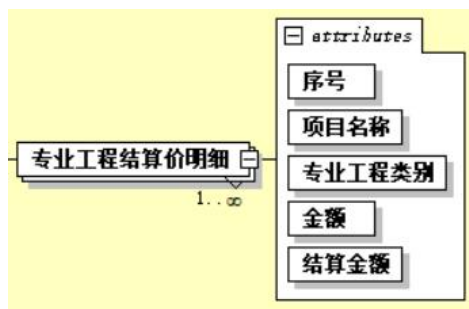 attributes
序号
项目名称
专业工程结算价明细
专业工程类别
1..∞
金额
结算金额